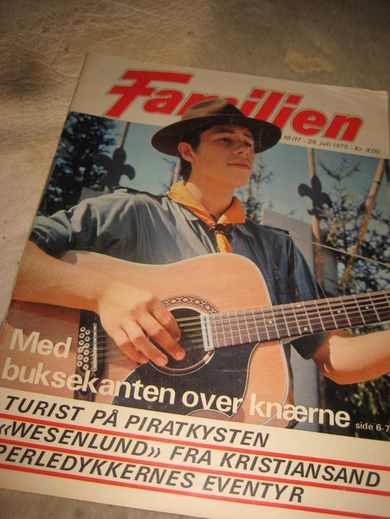 Familien
16/17 - 29. juli 1975 - Kr. 4,00
Med
buksekanten over knærne
side 6-7
TURIST PÅ PIRATKYSTEN
«WESENLUND» FRA KRISTIANSAND
PERLEDYKKERNES EVENTYR